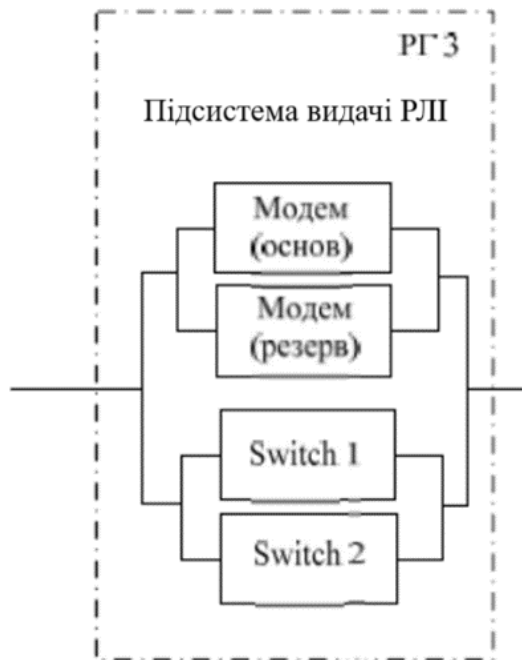 РГ 3
Підсистема видачі РЛІ
Модем
(основ)
Модем
(резерв)
Switch 1
Switch 2